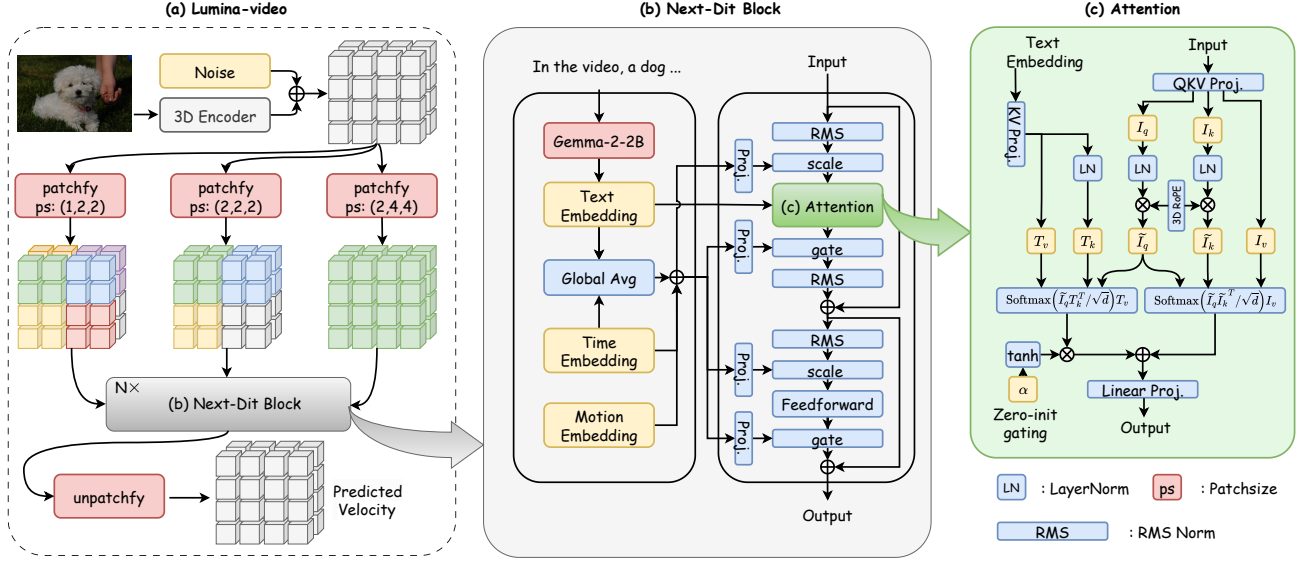 (a) Lumina-video
Noise
3D Encoder
patchfy
ps: (1,2,2)
patchfy
ps: (2,2,2)
patchfy
ps: (2,4,4)
N×
(b) Next-Dit Block
unpatchfy
Predicted
Velocity
(b) Next-Dit Block
In the video, a dog ...
Gemma-2-2B
Text
Embedding
Global Avg
Time
Embedding
Motion
Embedding
Input
RMS
Proj.
scale
(c) Attention
Proj.
gate
RMS
RMS
Proj.
scale
Feedforward
Proj.
gate
Output
(c) Attention
Text
Embedding
Input
QKV Proj.
KV Proj.
I_q
I_k
LN
LN
LN
3D RoPE
T_v
T_k
Ĩ_q
Ĩ_k
I_v
Softmax(Ĩ_qT_k^T/√d)T_v
Softmax(Ĩ_qĨ_k^T/√d)I_v
tanh
α
Zero-init
gating
Linear Proj.
Output
LN : LayerNorm
ps : Patchsize
RMS : RMS Norm